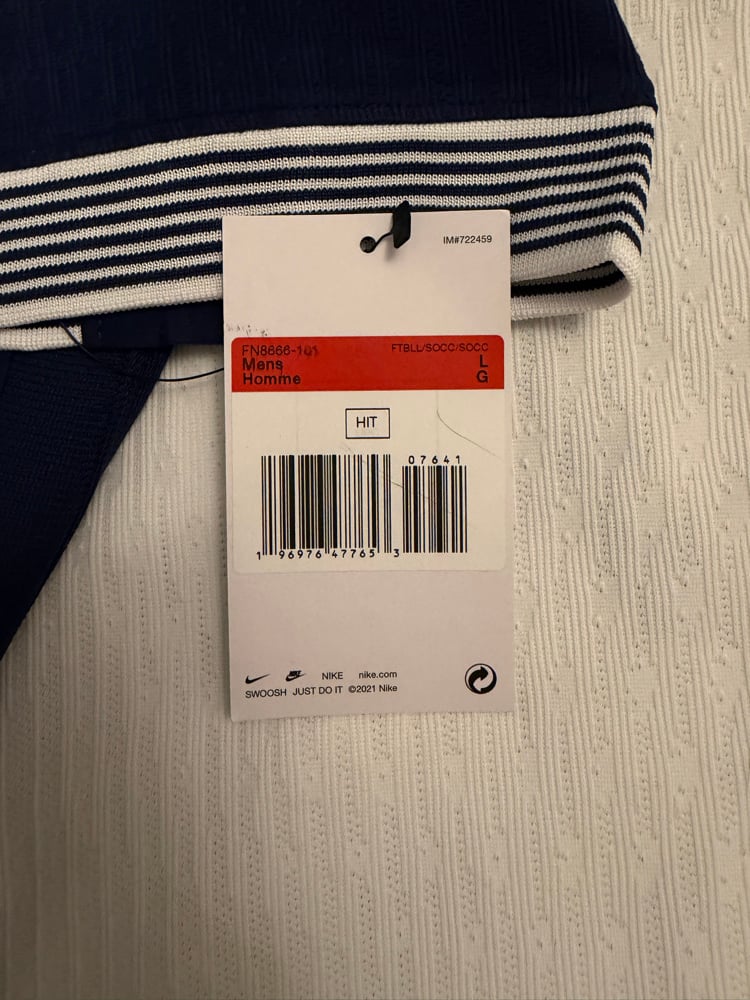 IM#722459
FN8666-101 FTBLL/SOCC/SOCC
Mens L
Homme G
HIT
07641
1 96976 47765 3
NIKE nike.com
SWOOSH JUST DO IT ©2021 Nike